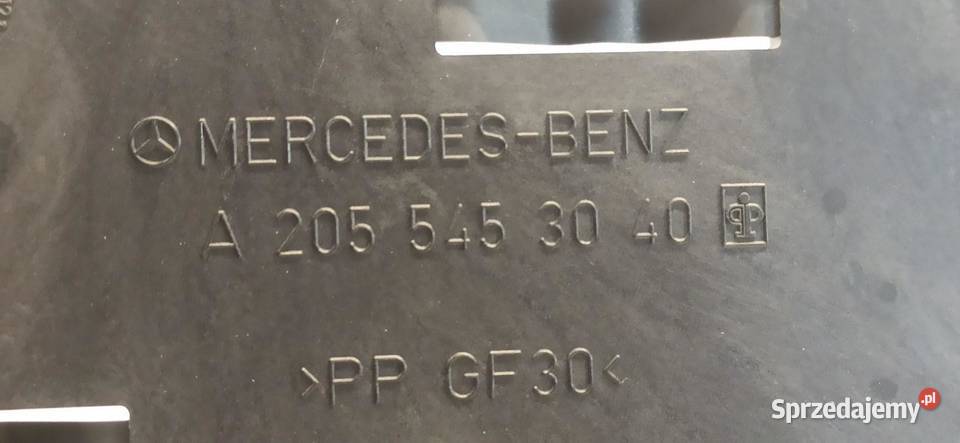 MERCEDES-BENZ
A 205 545 30 40
>PP GF30<
Sprzedajemy.pl